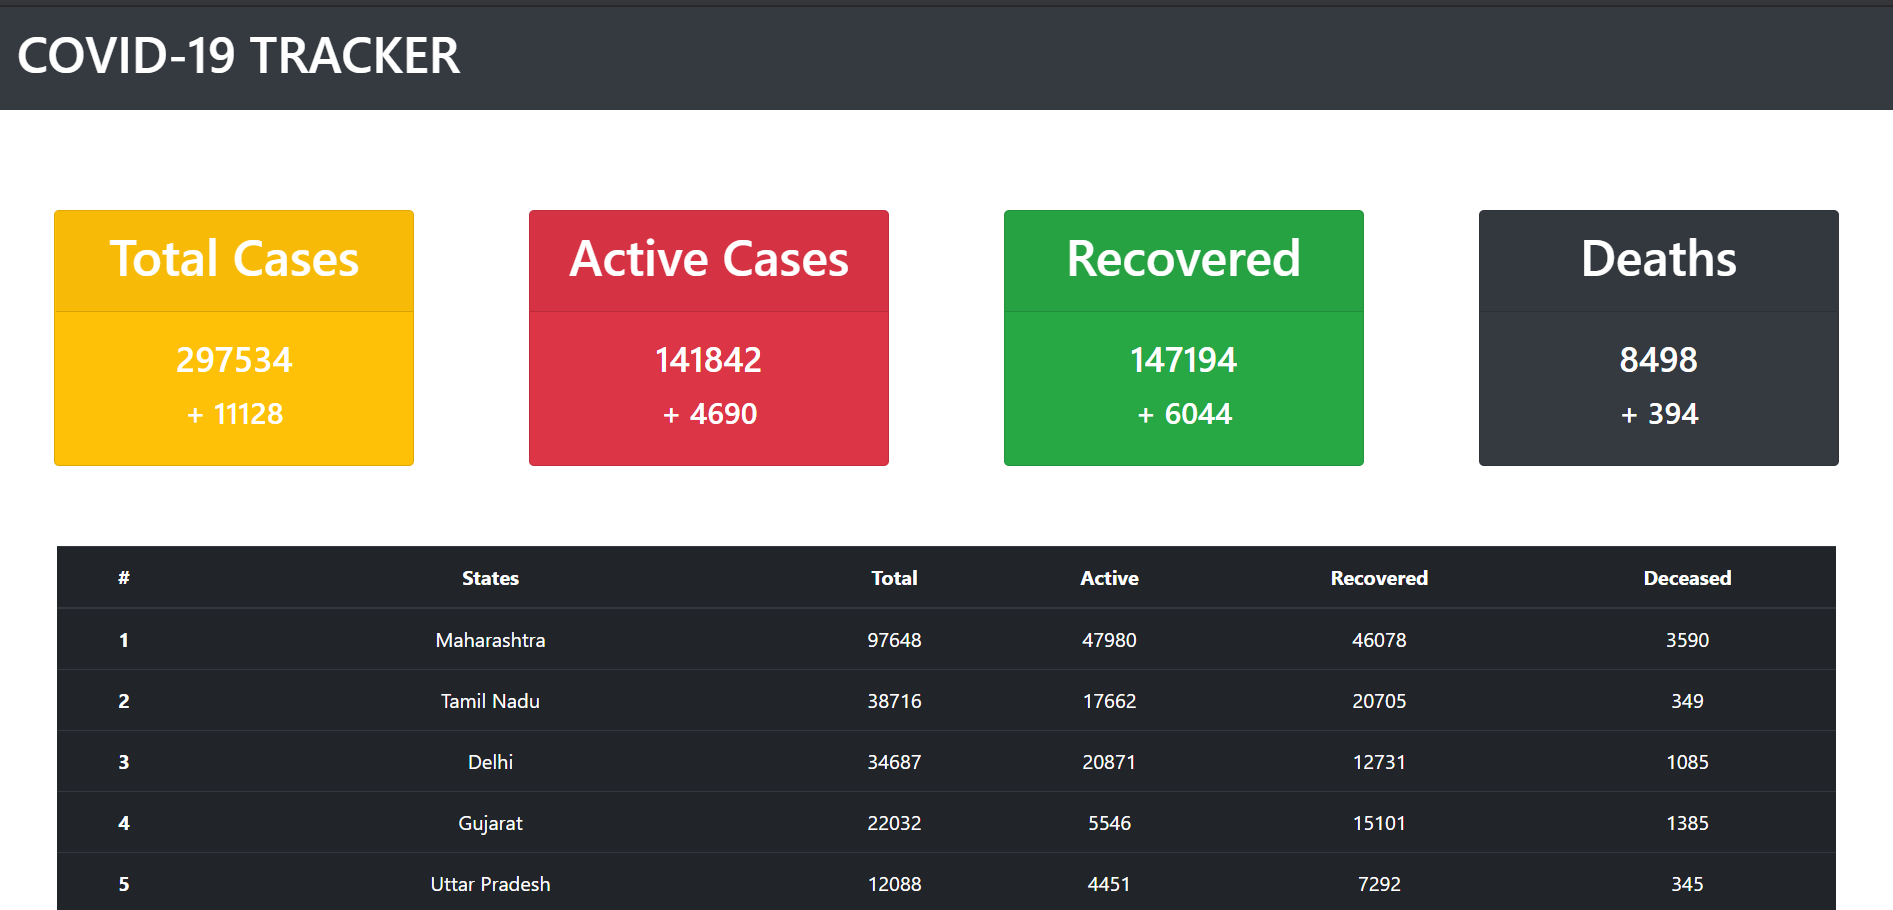 COVID-19 TRACKER
Total Cases Active Cases Recovered Deaths
297534 141842 147194 8498
+ 11128 + 4690 + 6044 + 394
# States Total Active Recovered Deceased
1 Maharashtra 97648 47980 46078 3590
2 Tamil Nadu 38716 17662 20705 349
3 Delhi 34687 20871 12731 1085
4 Gujarat 22032 5546 15101 1385
5 Uttar Pradesh 12088 4451 7292 345